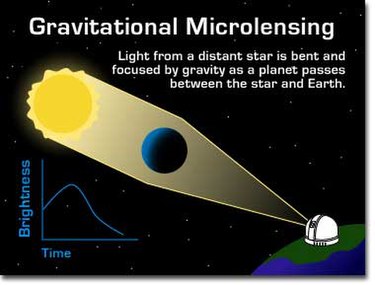 Gravitational Microlensing
Light from a distant star is bent and
focused by gravity as a planet passes
between the star and Earth.
Brightness
Time